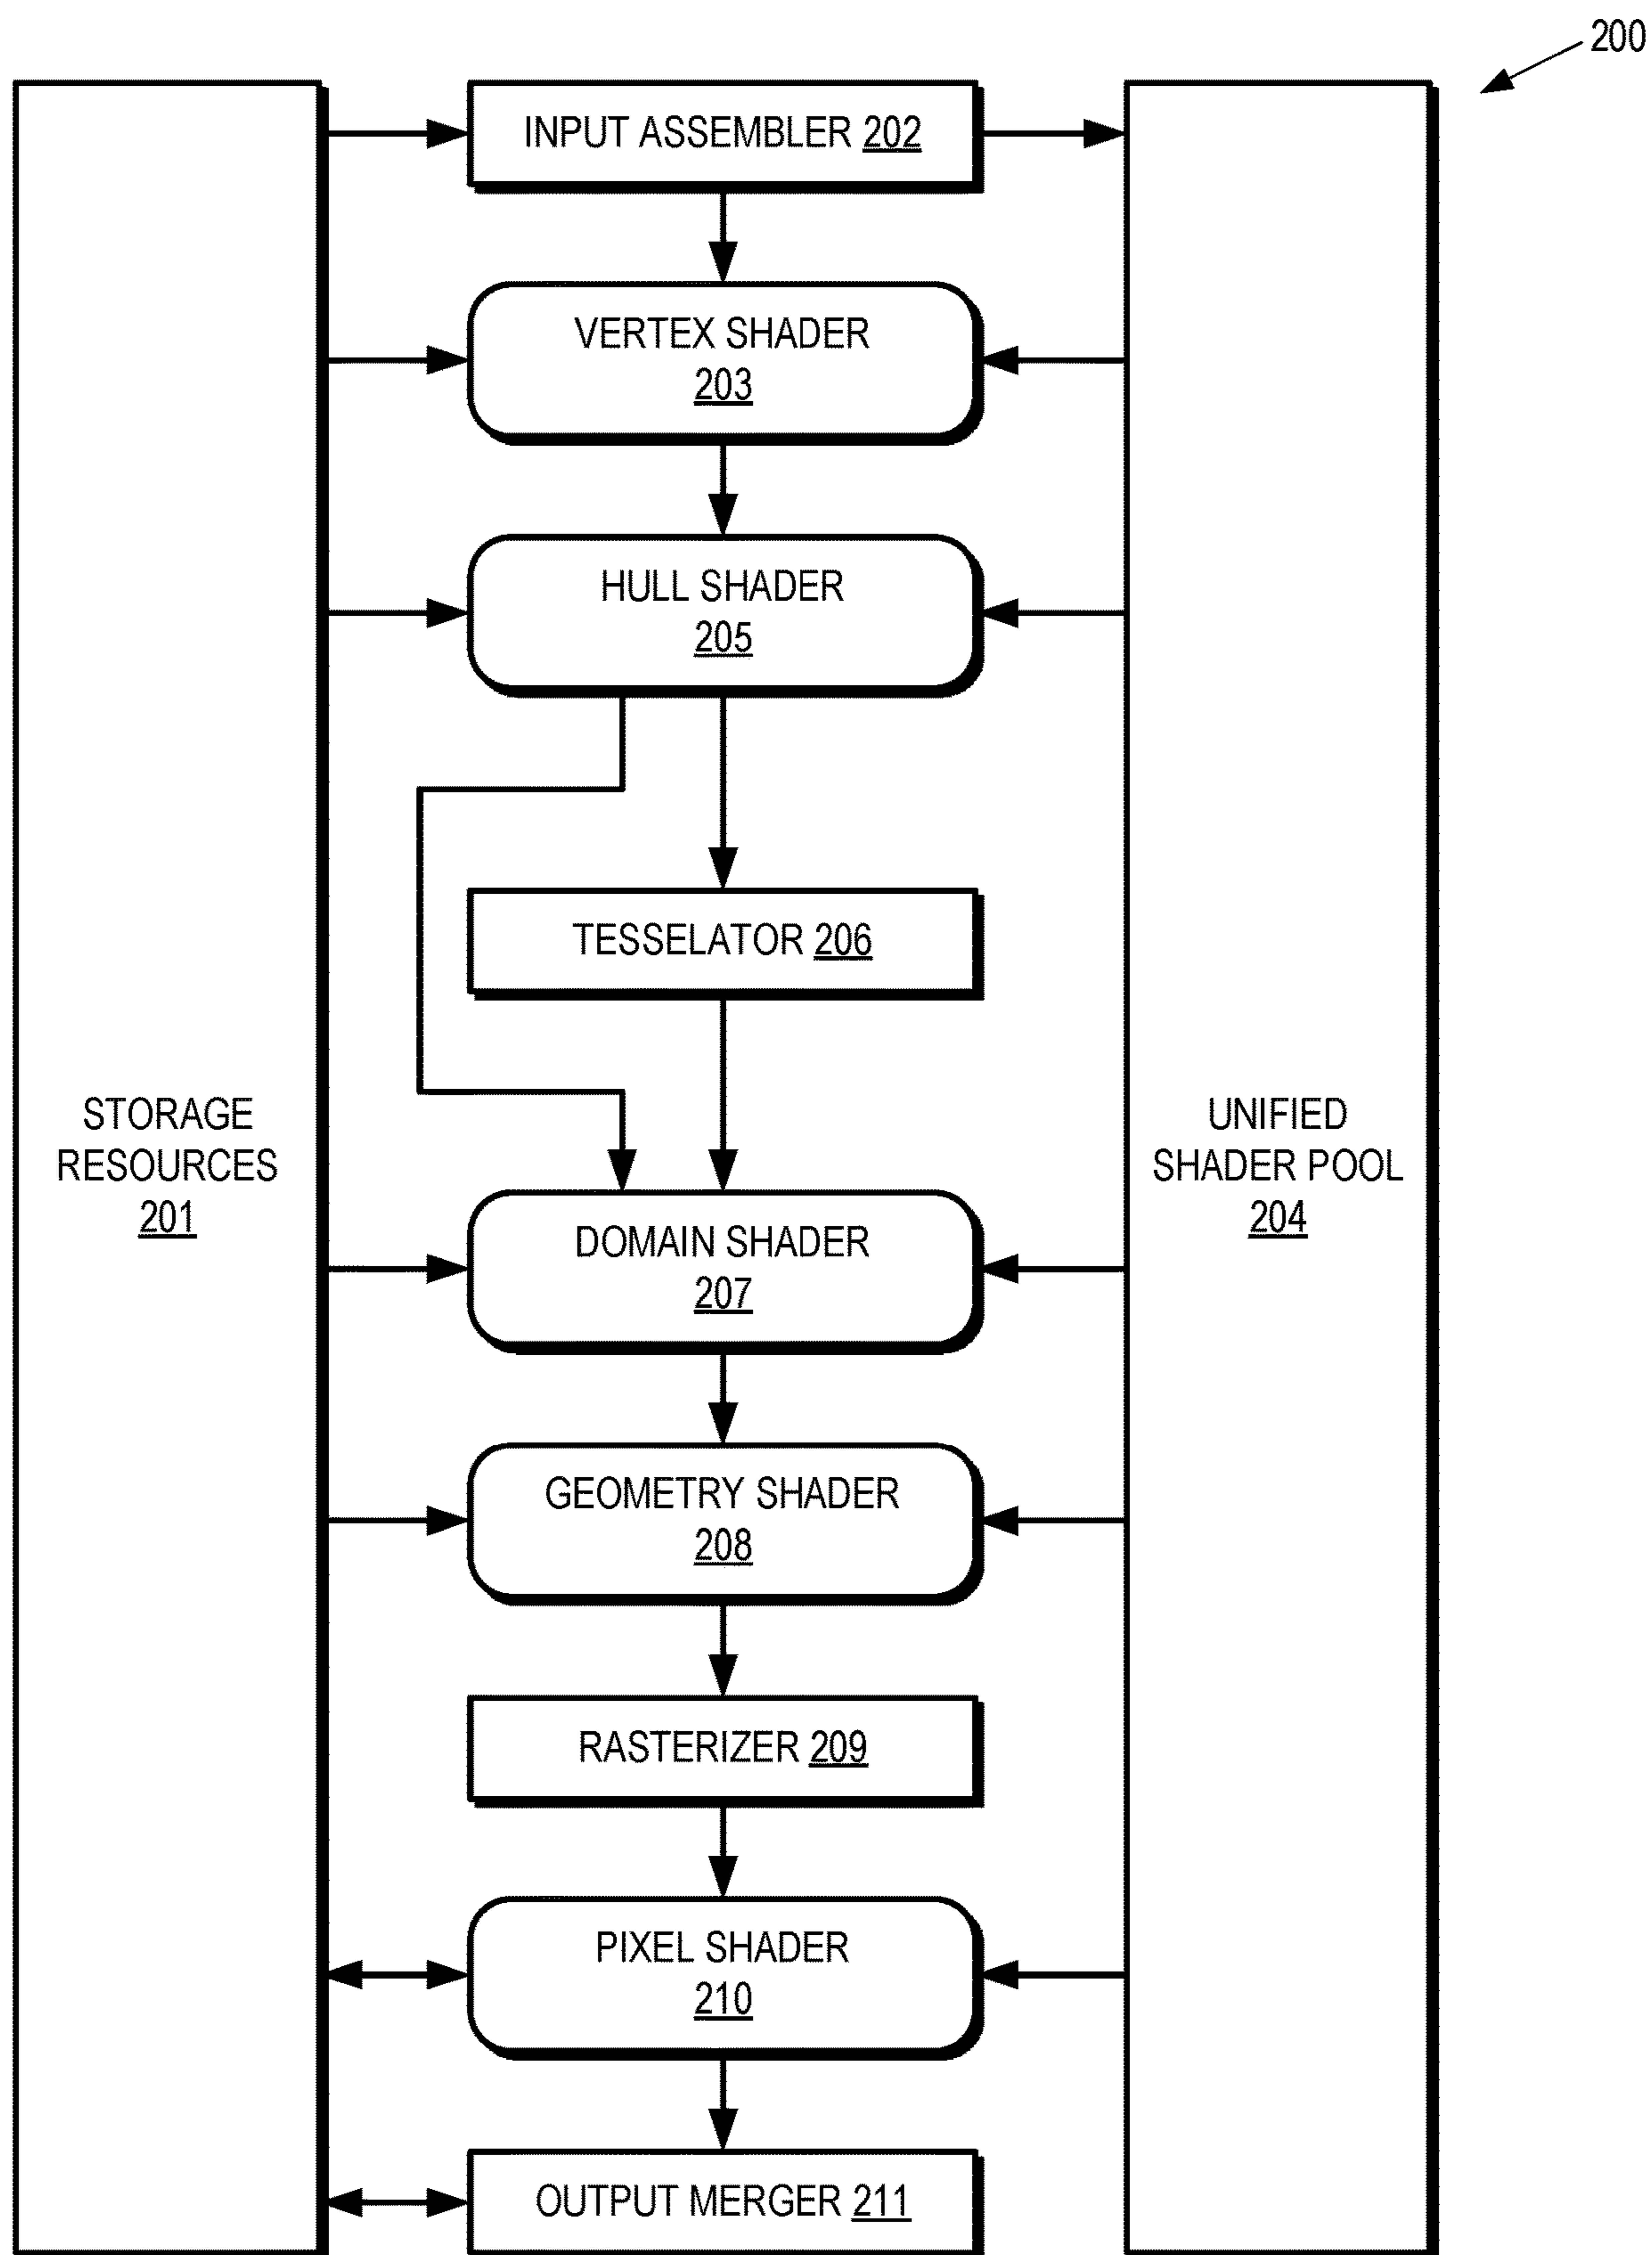 200
INPUT ASSEMBLER 202
VERTEX SHADER
203
HULL SHADER
205
TESSELATOR 206
STORAGE
RESOURCES
201
UNIFIED
SHADER POOL
204
DOMAIN SHADER
207
GEOMETRY SHADER
208
RASTERIZER 209
PIXEL SHADER
210
OUTPUT MERGER 211